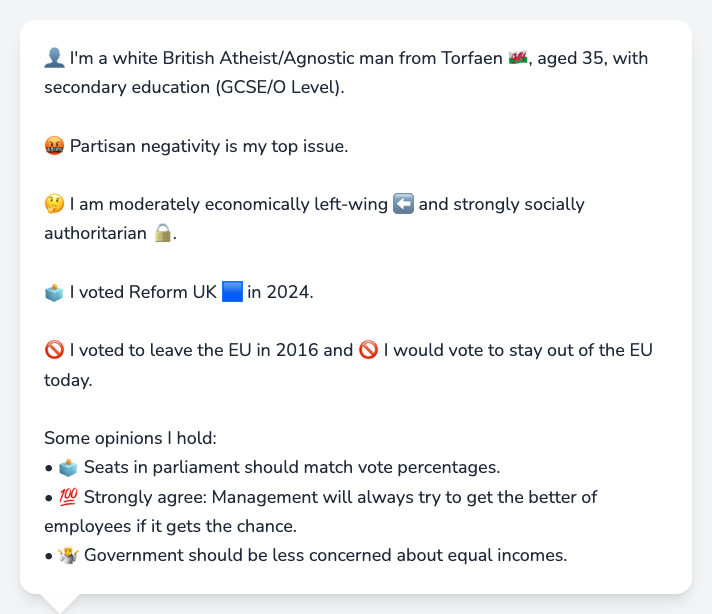 👤 I'm a white British Atheist/Agnostic man from Torfaen 🏴󠁧󠁢󠁷󠁬󠁳󠁿, aged 35, with
secondary education (GCSE/O Level).
🤬 Partisan negativity is my top issue.
🤔 I am moderately economically left-wing ⬅️ and strongly socially
authoritarian 🔒.
🗳️ I voted Reform UK 🟦 in 2024.
🚫 I voted to leave the EU in 2016 and 🚫 I would vote to stay out of the EU
today.
Some opinions I hold:
• 🗳️ Seats in parliament should match vote percentages.
• 💯 Strongly agree: Management will always try to get the better of
employees if it gets the chance.
• 🤷 Government should be less concerned about equal incomes.